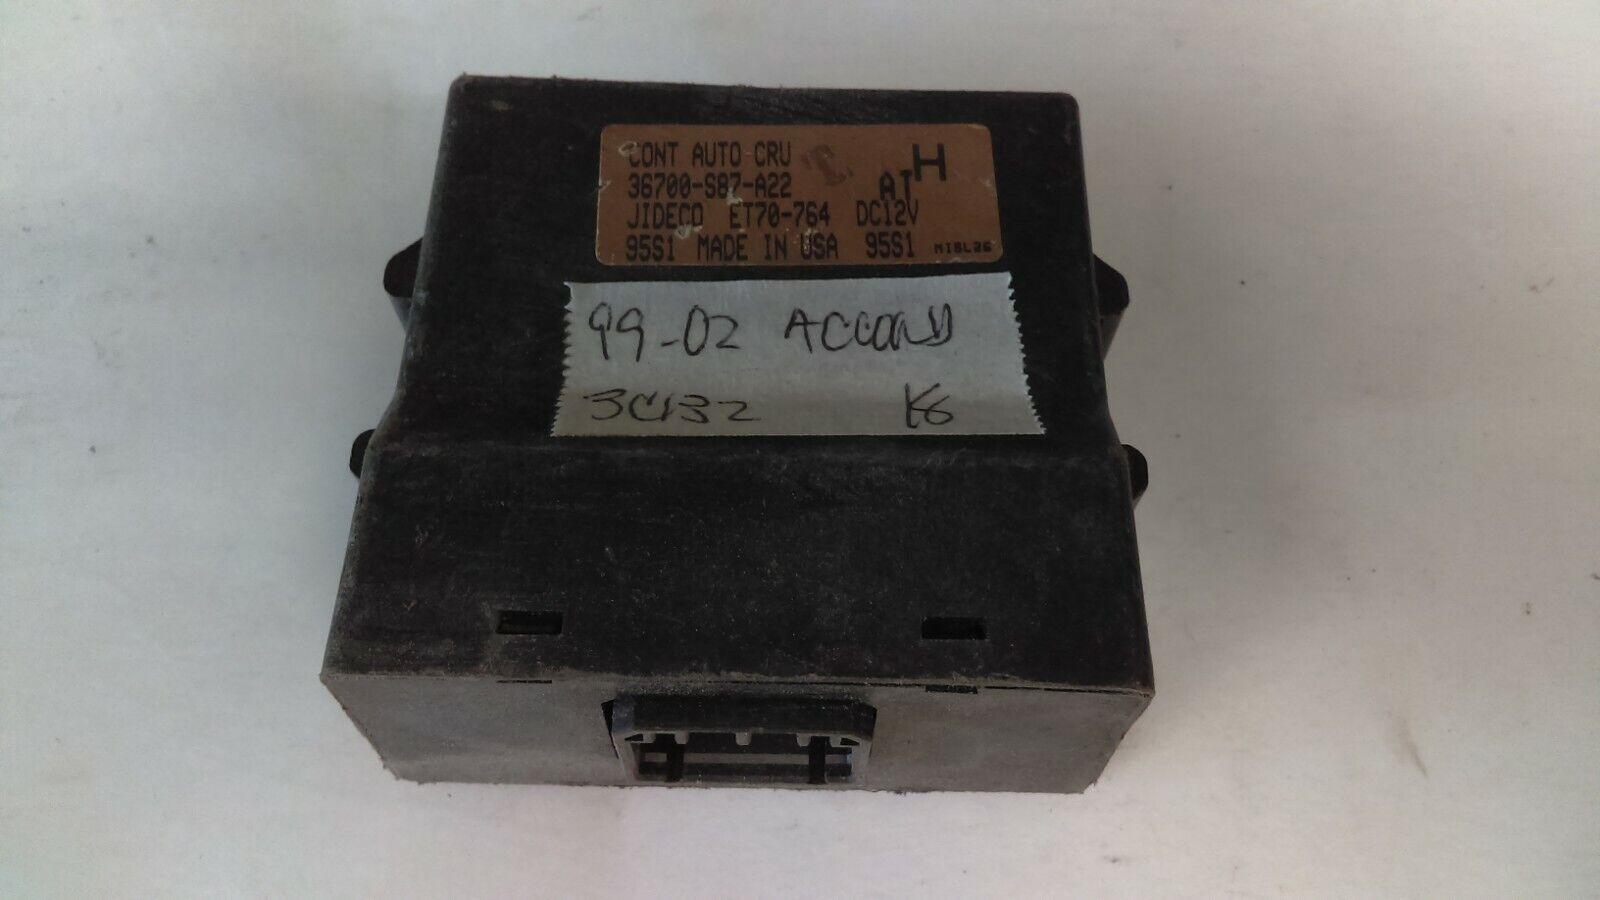 CONT AUTO CRU H
36700-S87-A22 AT
JIDECO ET70-764 DC12V
95S1 MADE IN USA 95S1
99-02 ACCORD
3C132 K6